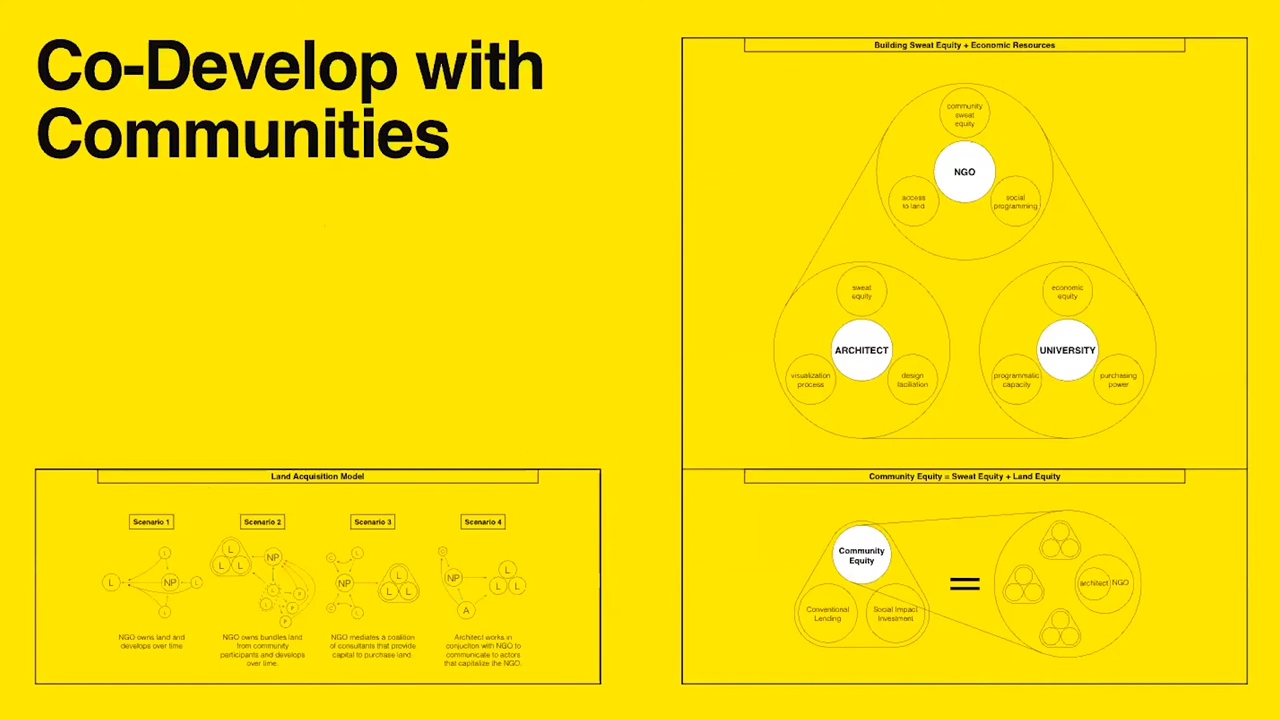 Co-Develop with
Communities
Building Sweat Equity + Economic Resources
community
sweat
equity
NGO
access
to land
social
programming
sweat
equity
ARCHITECT
visualization
process
design
facilitation
economic
equity
UNIVERSITY
programmatic
capacity
purchasing
power
Land Acquisition Model
Scenario 1
L
L
NP
L
L
NGO owns land and
develops over time
Scenario 2
L
L L
NP
L
L
P
P
P
NGO owns bundles land
from community
participants and develops
over time.
Scenario 3
C
L
NP
C
L
L
L L
NGO mediates a coalition
of consultants that provide
capital to purchase land.
Scenario 4
C
NP
A
L
L L
Architect works in
conjuction with NGO to
communicate to actors
that capitalize the NGO.
Community Equity = Sweat Equity + Land Equity
Community
Equity
Conventional
Lending
Social Impact
Investment
=
architect
NGO